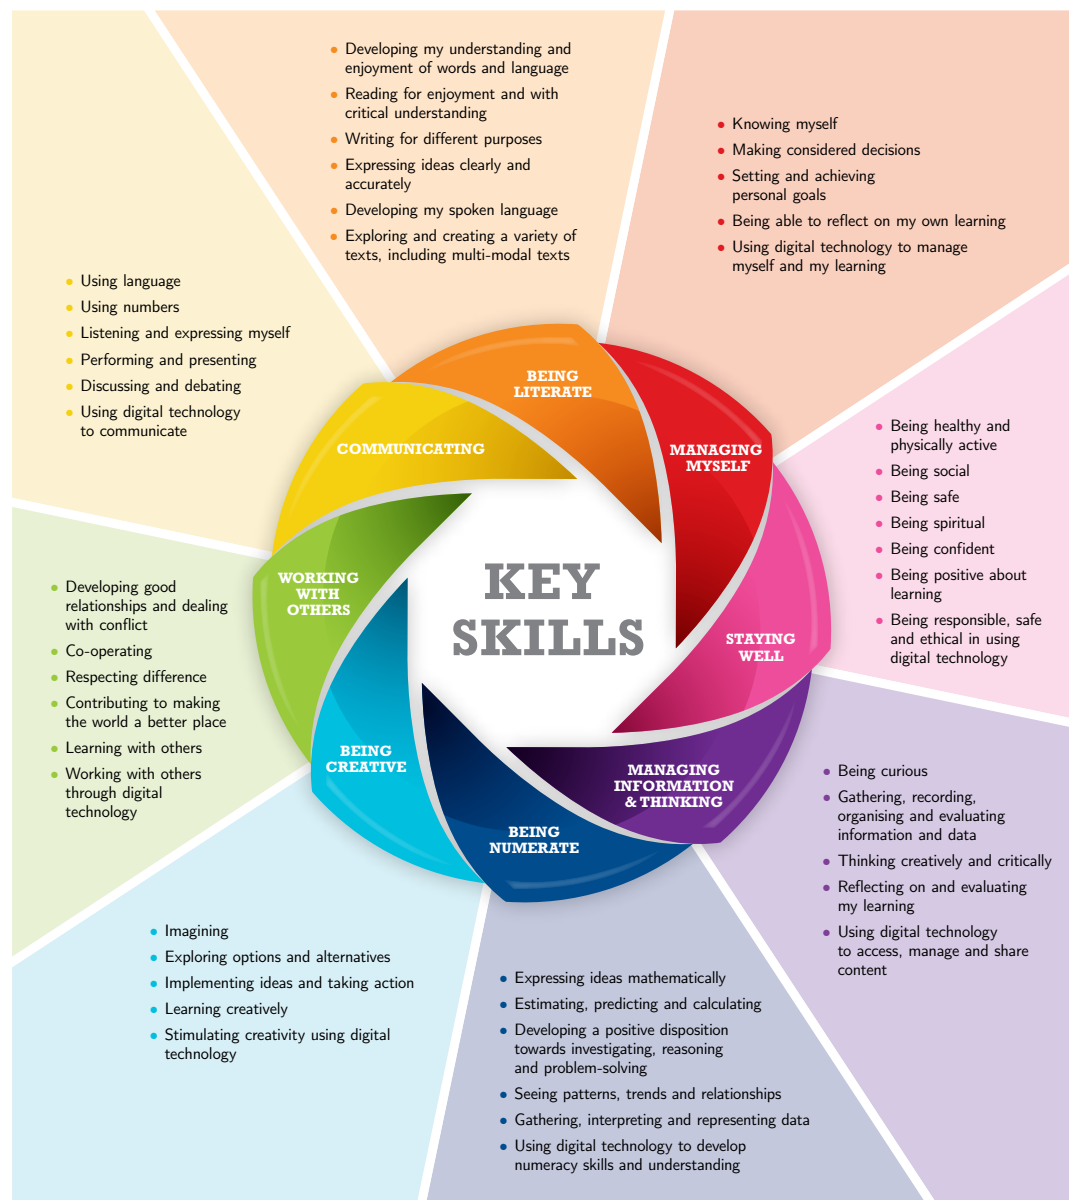 • Developing my understanding and
enjoyment of words and language
• Reading for enjoyment and with
critical understanding
• Writing for different purposes
• Expressing ideas clearly and
accurately
• Developing my spoken language
• Exploring and creating a variety of
texts, including multi-modal texts
• Knowing myself
• Making considered decisions
• Setting and achieving
personal goals
• Being able to reflect on my own learning
• Using digital technology to manage
myself and my learning
• Using language
• Using numbers
• Listening and expressing myself
• Performing and presenting
• Discussing and debating
• Using digital technology
to communicate
BEING
LITERATE
COMMUNICATING
MANAGING
MYSELF
• Being healthy and
physically active
• Being social
• Being safe
• Being spiritual
• Being confident
• Being positive about
learning
• Being responsible, safe
and ethical in using
digital technology
WORKING
WITH
OTHERS
KEY
SKILLS
STAYING
WELL
• Developing good
relationships and dealing
with conflict
• Co-operating
• Respecting difference
• Contributing to making
the world a better place
• Learning with others
• Working with others
through digital
technology
BEING
CREATIVE
MANAGING
INFORMATION
& THINKING
BEING
NUMERATE
• Being curious
• Gathering, recording,
organising and evaluating
information and data
• Thinking creatively and critically
• Reflecting on and evaluating
my learning
• Using digital technology
to access, manage and share
content
• Imagining
• Exploring options and alternatives
• Implementing ideas and taking action
• Learning creatively
• Stimulating creativity using digital
technology
• Expressing ideas mathematically
• Estimating, predicting and calculating
• Developing a positive disposition
towards investigating, reasoning
and problem-solving
• Seeing patterns, trends and relationships
• Gathering, interpreting and representing data
• Using digital technology to develop
numeracy skills and understanding